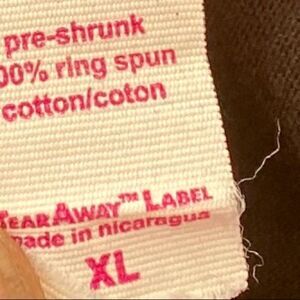 pre-shrunk
00% ring spun
cotton/coton
TEARAWAY™ LABEL
made in nicaragua
XL